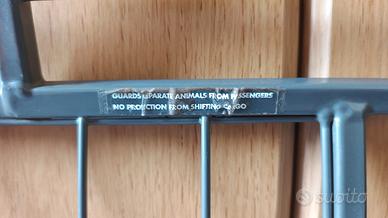 GUARDS SEPARATE ANIMALS FROM PASSENGERS
NO PROTECTION FROM SHIFTING CARGO
subito